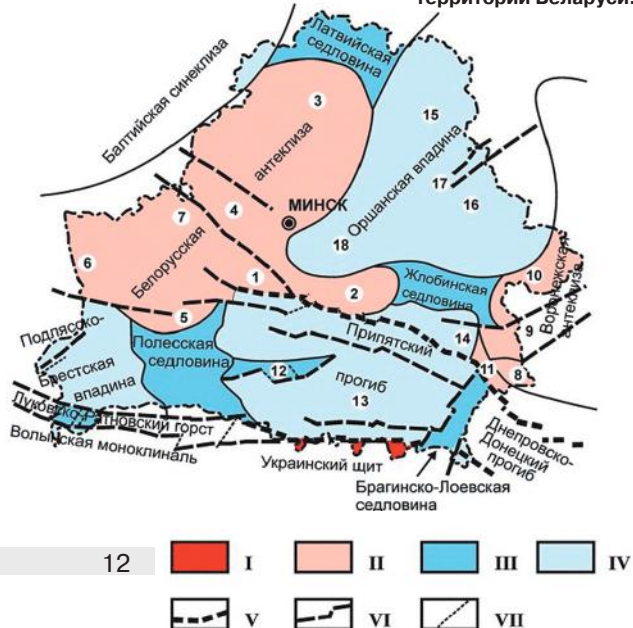 территории Беларуси.
Латвийская
седловина
Балтийская синеклиза
3
антеклиза
15
Оршанская впадина
17
16
4
МИНСК
7
18
6
Белорусская
1
2
Жлобинская
седловина
10
Воронежская
антеклиза
9
5
Подлясско-
Брестская
впадина
Полесская
седловина
Припятский
прогиб
14
11
8
12
13
Луковско-Ратновский горст
Волынская моноклиналь
Украинский щит
Днепровско-
Донецкий
прогиб
Брагинско-Лоевская
седловина
12
I II III IV
V VI VII